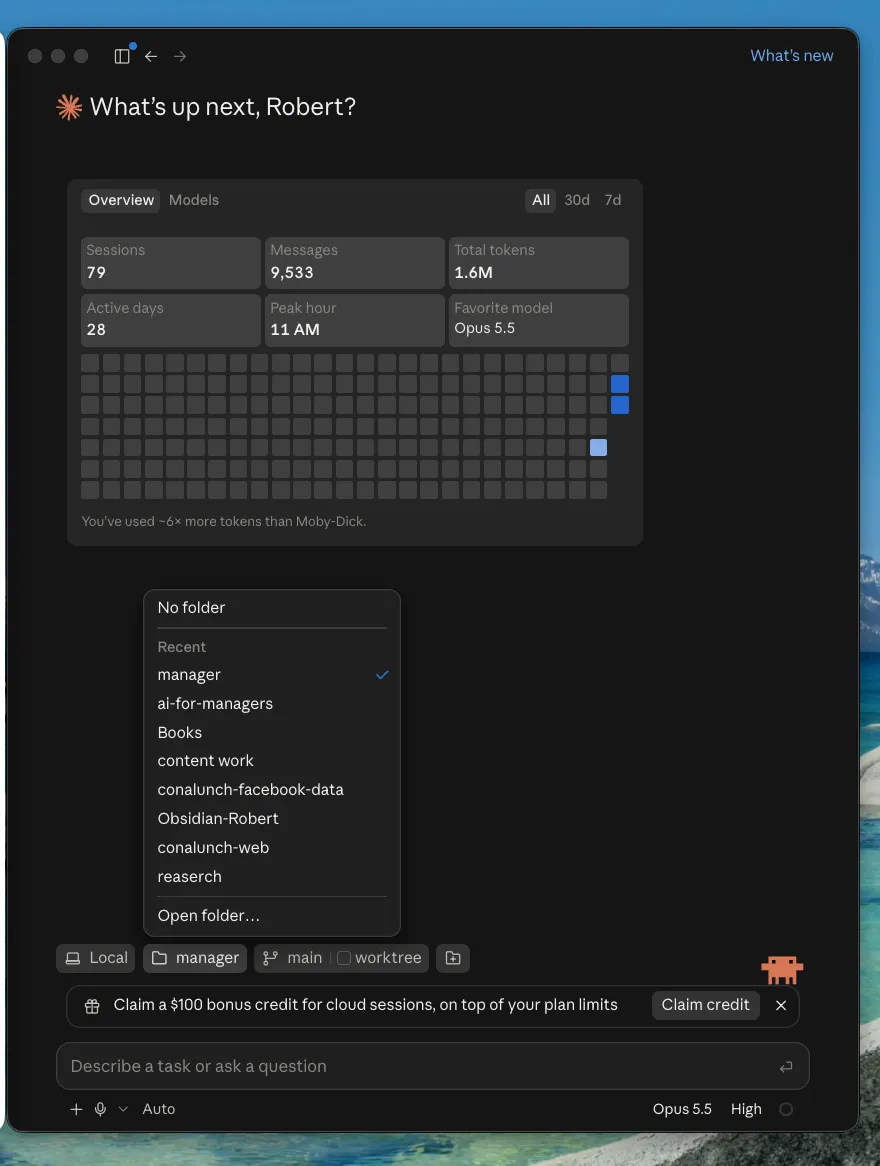 What's new
What's up next, Robert?
Overview Models All 30d 7d
Sessions Messages Total tokens
79 9,533 1.6M
Active days Peak hour Favorite model
28 11 AM Opus 5.5
You've used ~6× more tokens than Moby-Dick.
No folder
Recent
manager
ai-for-managers
Books
content work
conalunch-facebook-data
Obsidian-Robert
conalunch-web
reaserch
Open folder…
Local manager main worktree
Claim a $100 bonus credit for cloud sessions, on top of your plan limits Claim credit
Describe a task or ask a question
Auto Opus 5.5 High